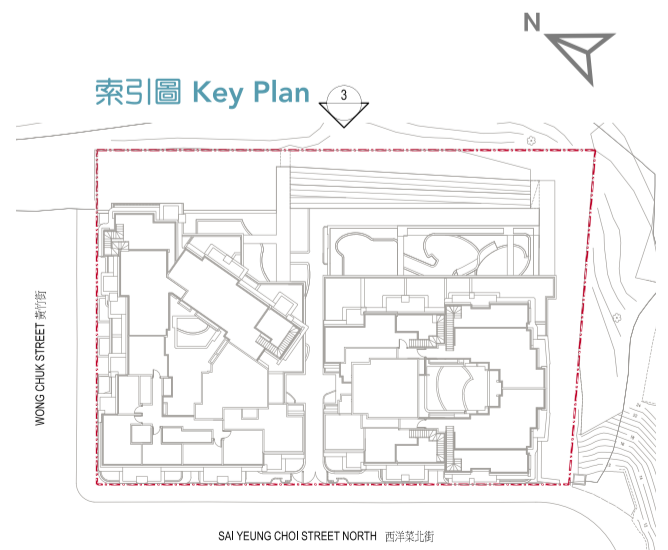 N
索引圖 Key Plan
3
WONG CHUK STREET 黃竹街
SAI YEUNG CHOI STREET NORTH 西洋菜北街